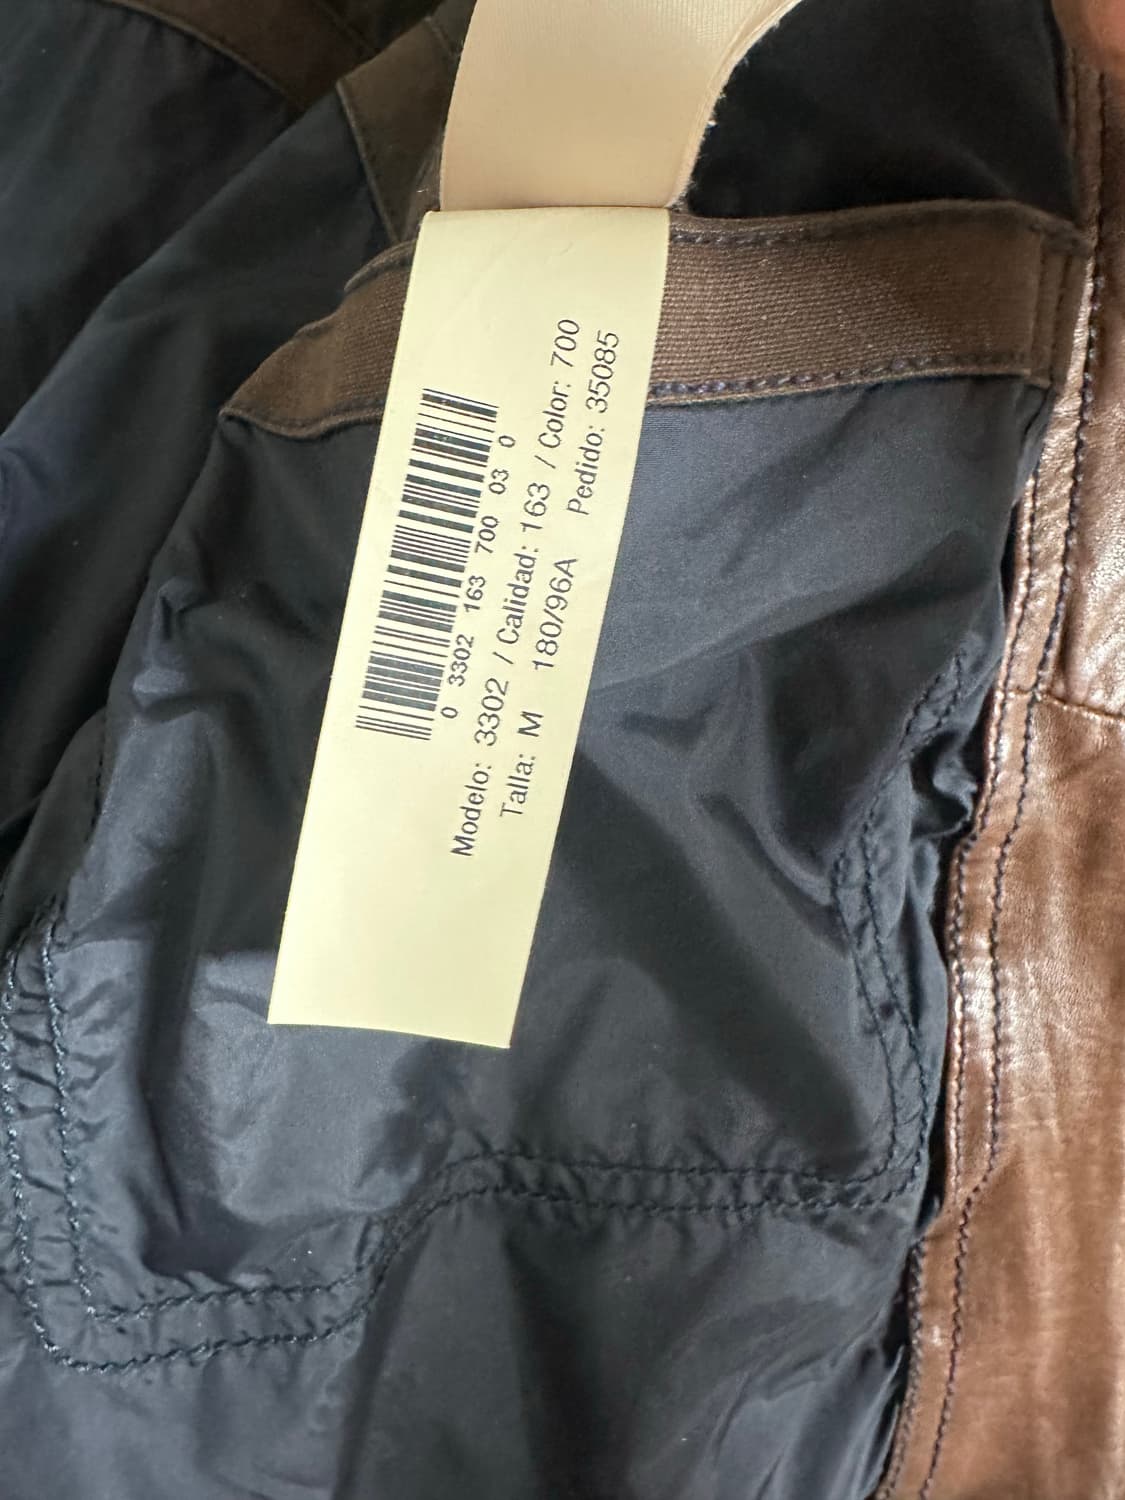 0 3302 163 700 03 0
Modelo: 3302 / Calidad: 163 / Color: 700
Talla: M 180/96A Pedido: 35085